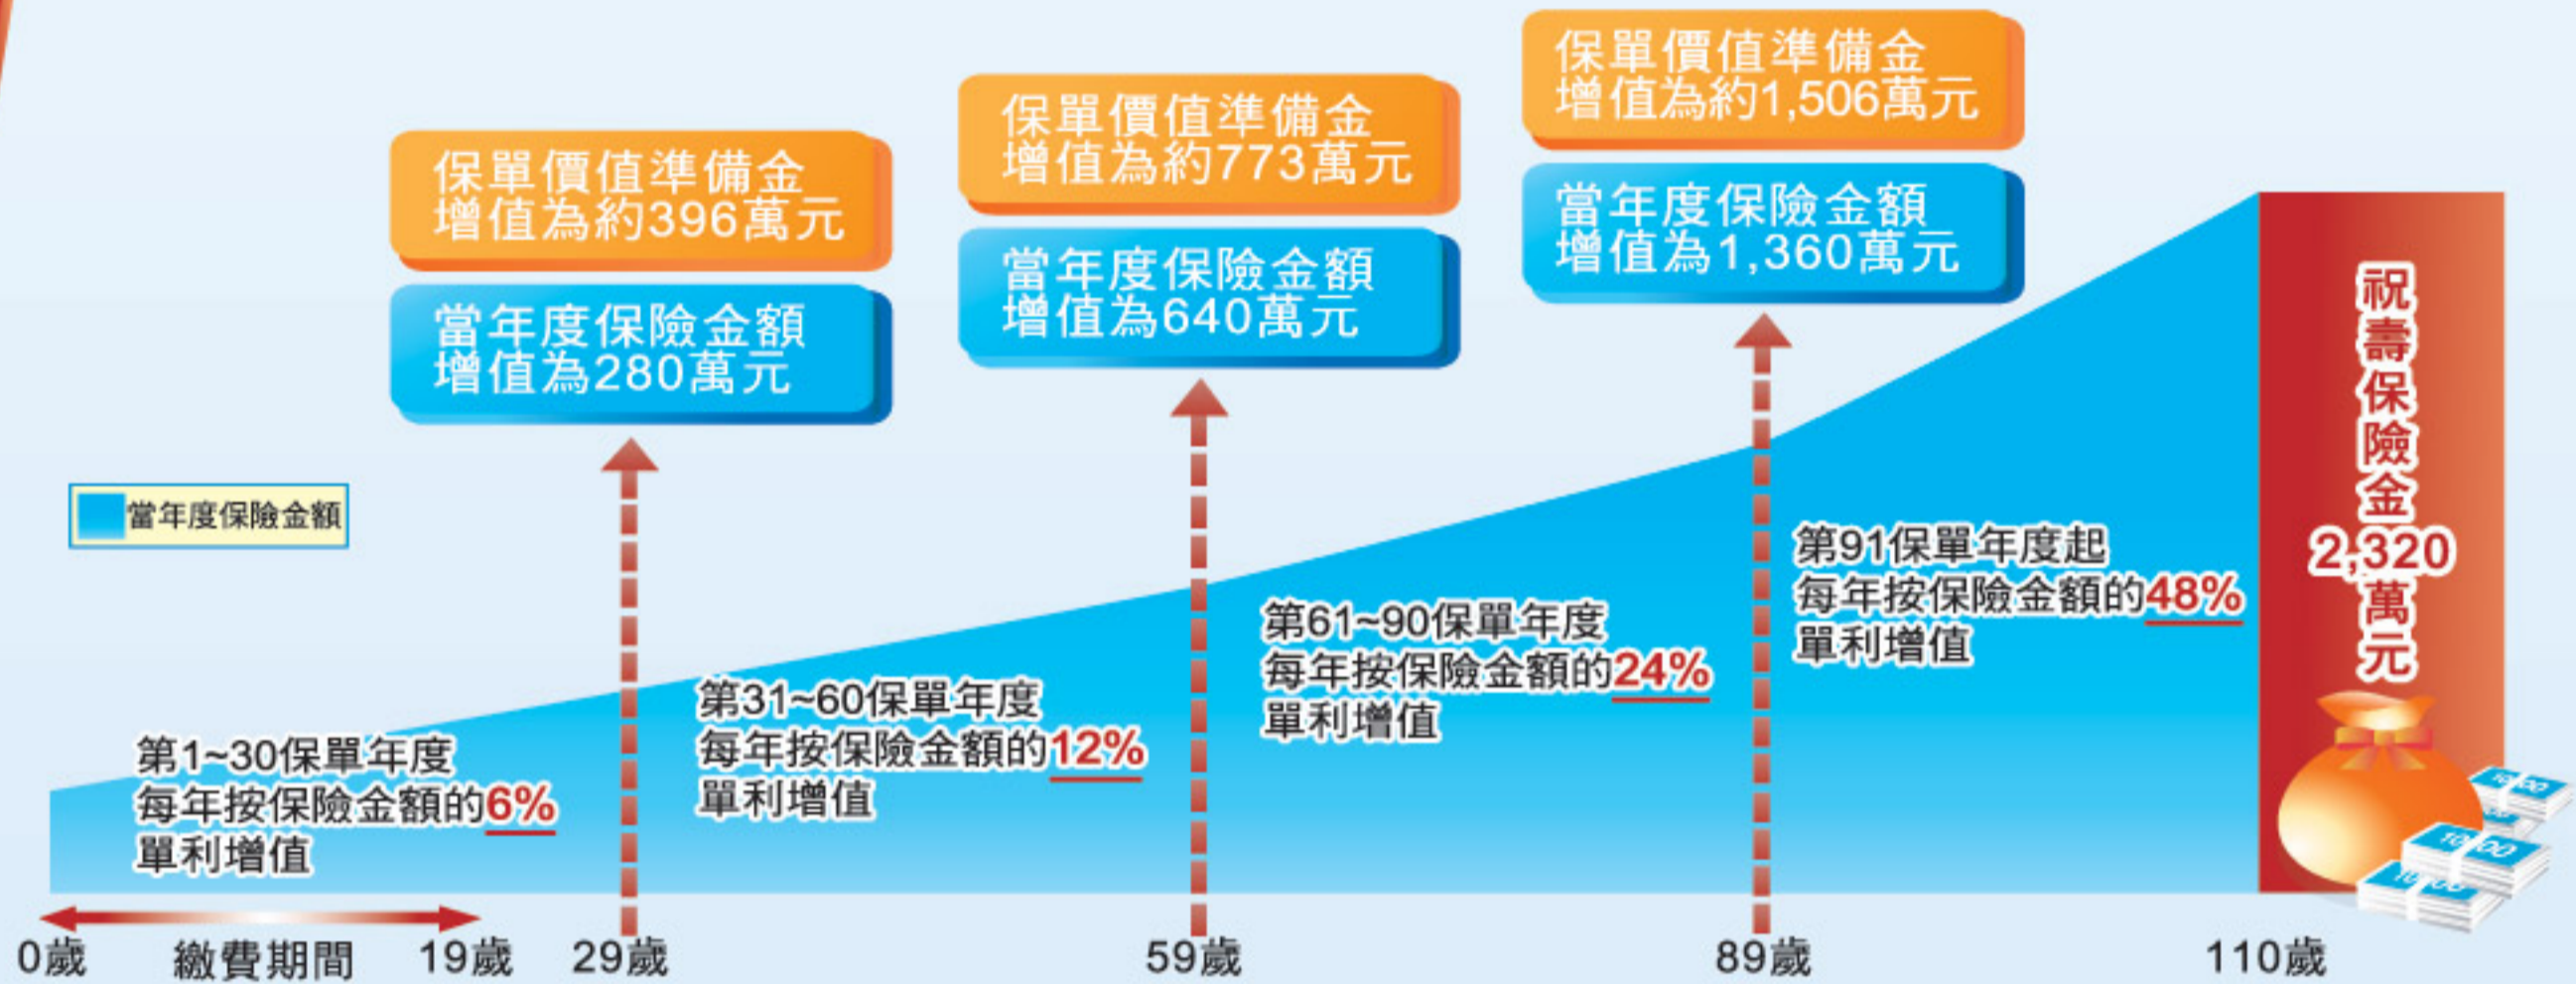 保單價值準備金
增值為約396萬元
當年度保險金額
增值為280萬元
保單價值準備金
增值為約773萬元
當年度保險金額
增值為640萬元
保單價值準備金
增值為約1,506萬元
當年度保險金額
增值為1,360萬元
當年度保險金額
第1~30保單年度
每年按保險金額的6%
單利增值
第31~60保單年度
每年按保險金額的12%
單利增值
第61~90保單年度
每年按保險金額的24%
單利增值
第91保單年度起
每年按保險金額的48%
單利增值
祝壽保險金2,320萬元
0歲
繳費期間
19歲
29歲
59歲
89歲
110歲